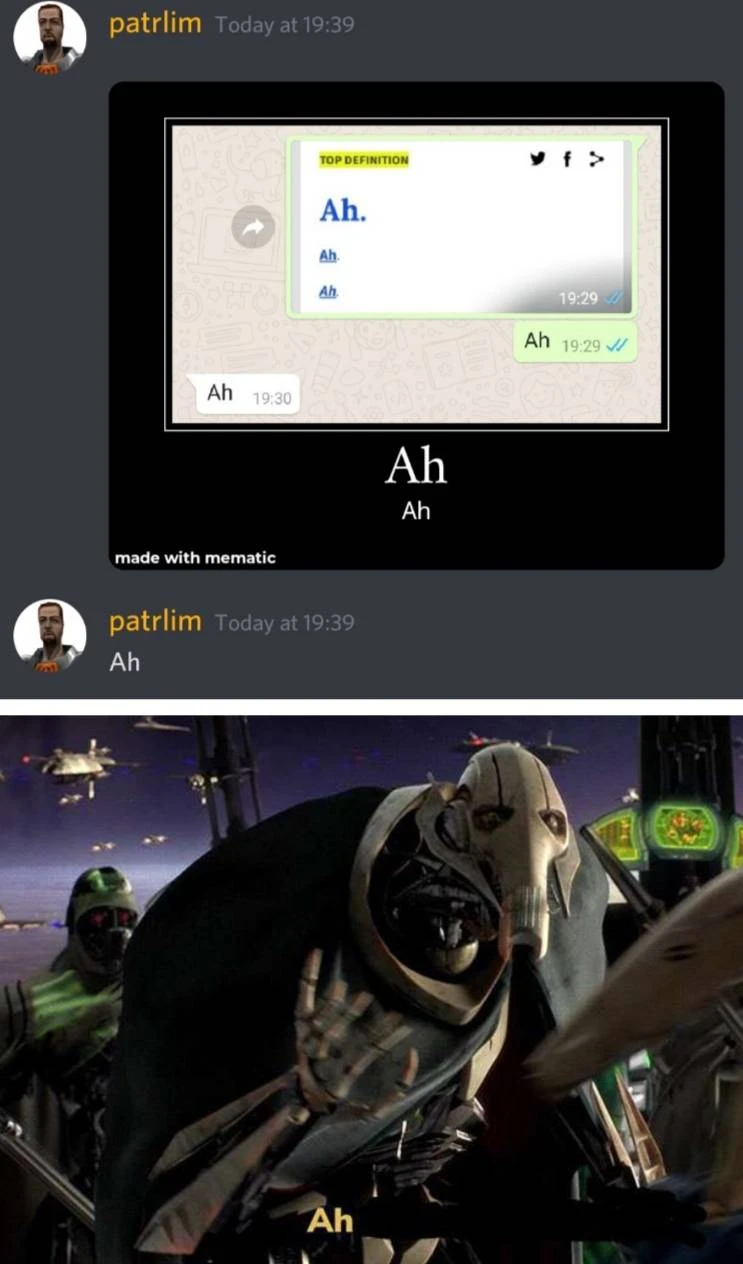 patrlim Today at 19:39
TOP DEFINITION
Ah.
Ah.
Ah.
19:29
Ah 19:29
Ah 19:30
Ah
Ah
made with mematic
patrlim Today at 19:39
Ah
Ah